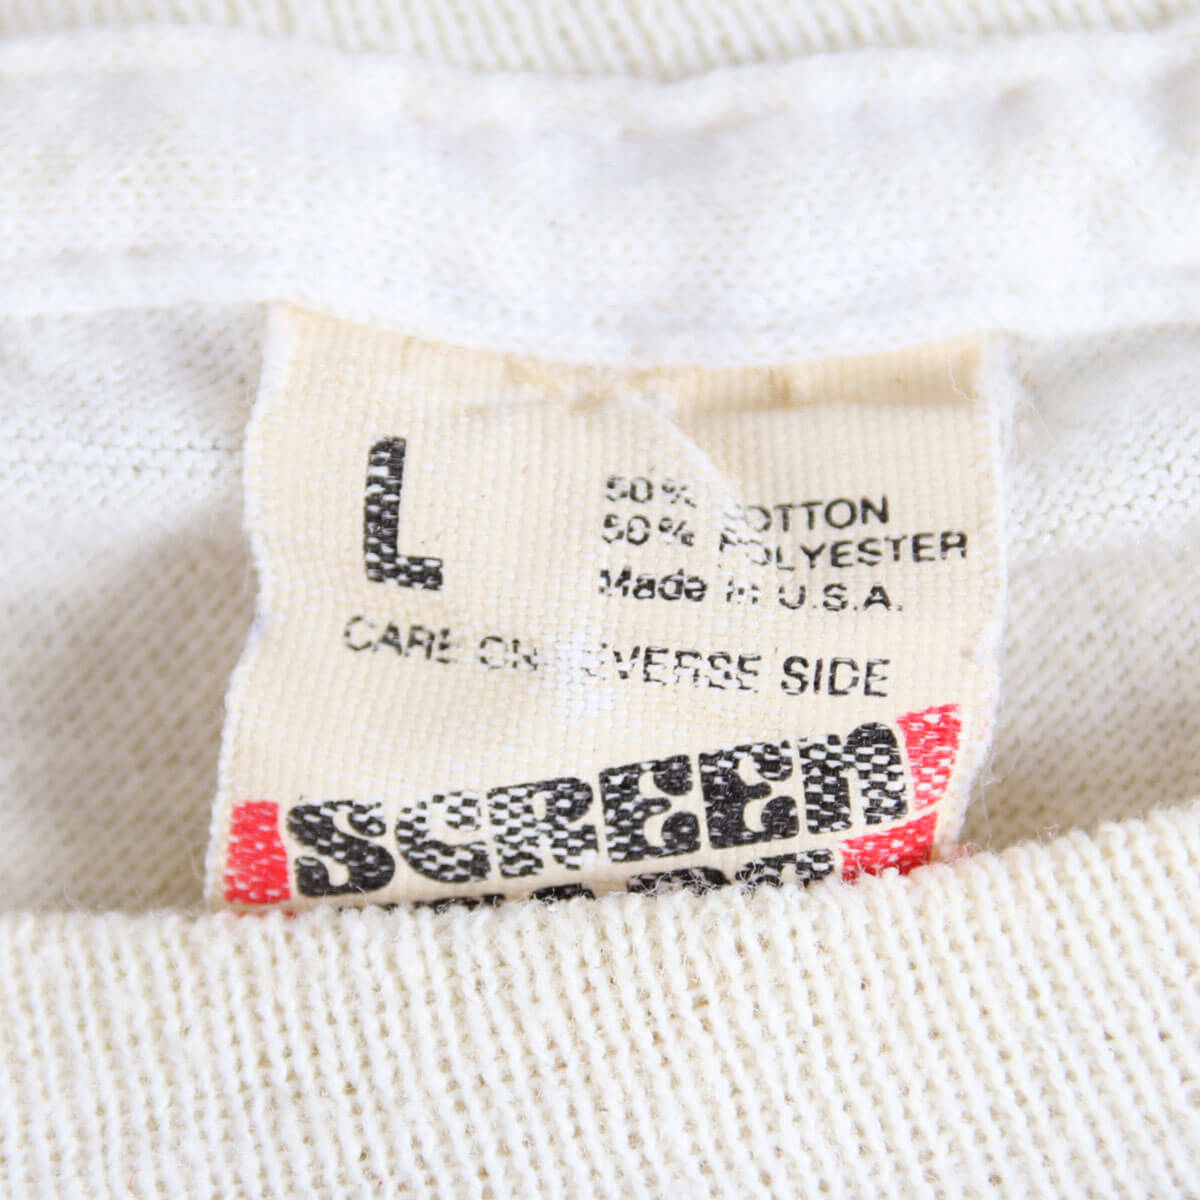 L
50% COTTON
50% POLYESTER
Made in U.S.A.
CARE ON REVERSE SIDE
SCREEN